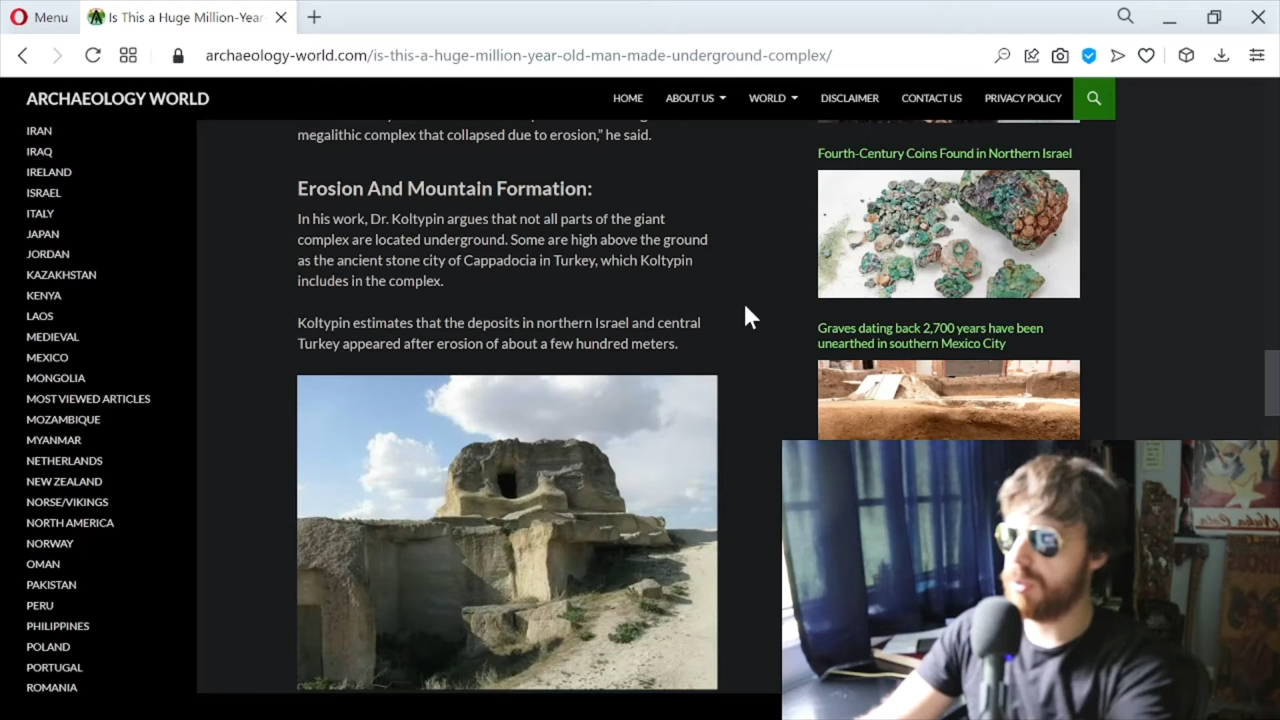 Menu
Is This a Huge Million-Year
archaeology-world.com/is-this-a-huge-million-year-old-man-made-underground-complex/
ARCHAEOLOGY WORLD
HOME
ABOUT US
WORLD
DISCLAIMER
CONTACT US
PRIVACY POLICY
IRAN
IRAQ
IRELAND
ISRAEL
ITALY
JAPAN
JORDAN
KAZAKHSTAN
KENYA
LAOS
MEDIEVAL
MEXICO
MONGOLIA
MOST VIEWED ARTICLES
MOZAMBIQUE
MYANMAR
NETHERLANDS
NEW ZEALAND
NORSE/VIKINGS
NORTH AMERICA
NORWAY
OMAN
PAKISTAN
PERU
PHILIPPINES
POLAND
PORTUGAL
ROMANIA
megalithic complex that collapsed due to erosion,” he said.
Erosion And Mountain Formation:
In his work, Dr. Koltypin argues that not all parts of the giant
complex are located underground. Some are high above the ground
as the ancient stone city of Cappadocia in Turkey, which Koltypin
includes in the complex.
Koltypin estimates that the deposits in northern Israel and central
Turkey appeared after erosion of about a few hundred meters.
Fourth-Century Coins Found in Northern Israel
Graves dating back 2,700 years have been
unearthed in southern Mexico City